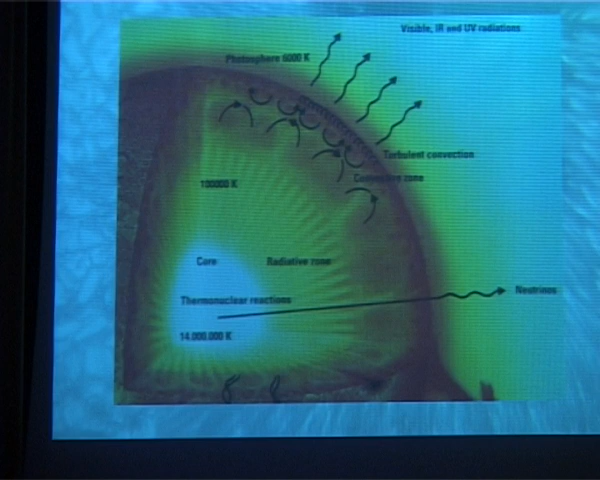 Visible, IR and UV radiations
Photosphere 6000 K
Turbulent convection
Convective zone
100000 K
Core
Radiative zone
Neutrinos
Thermonuclear reactions
14.000.000 K